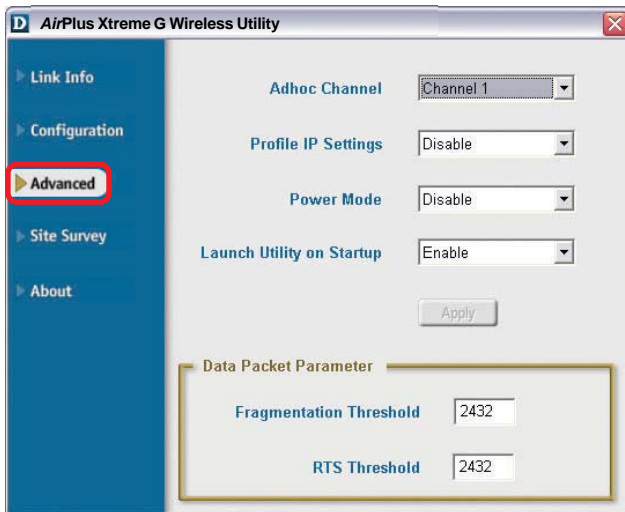 D AirPlus Xtreme G Wireless Utility
Link Info
Configuration
Advanced
Site Survey
About
Adhoc Channel Channel 1
Profile IP Settings Disable
Power Mode Disable
Launch Utility on Startup Enable
Apply
Data Packet Parameter
Fragmentation Threshold 2432
RTS Threshold 2432